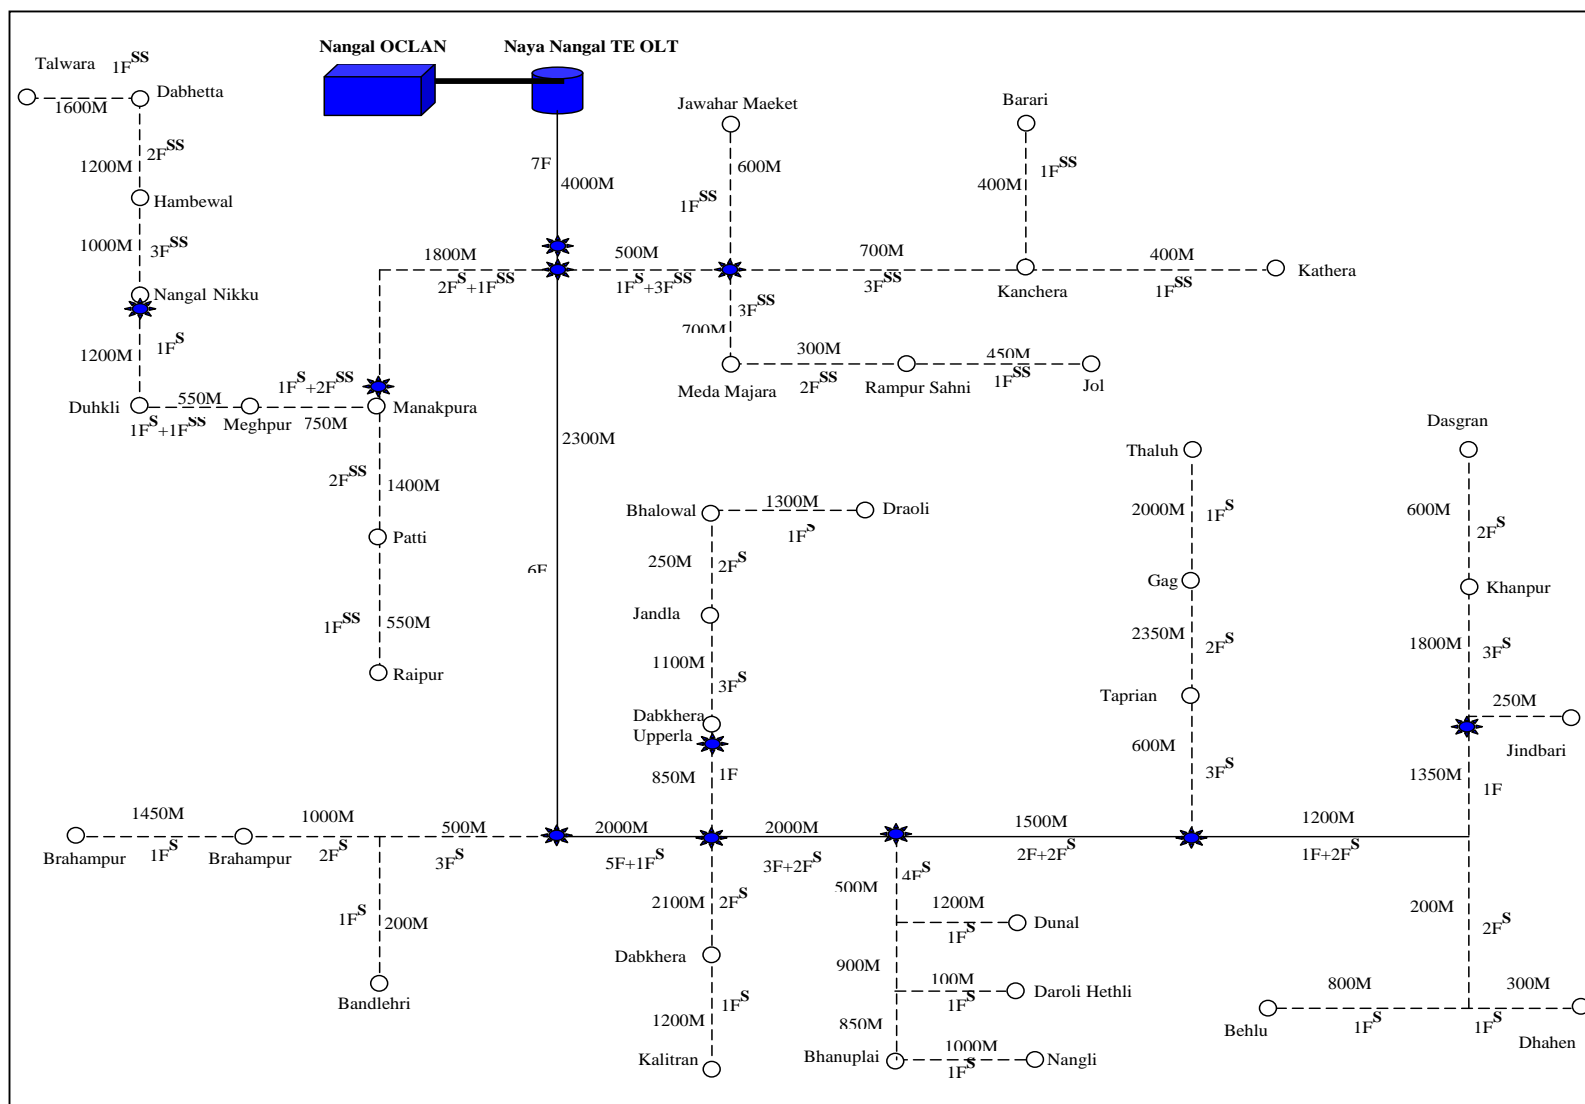 Nangal OCLAN
Naya Nangal TE OLT
Talwara
1F^SS
Dabhetta
1600M
1200M
2F^SS
Hambewal
1000M
3F^SS
Nangal Nikku
1200M
1F^S
Duhkli
550M
1F^S+1F^SS
Meghpur
1F^S+2F^SS
750M
Manakpura
1800M
2F^S+1F^SS
2F^SS
1400M
Patti
1F^SS
550M
Raipur
7F
4000M
500M
1F^S+3F^SS
Jawahar Maeket
600M
1F^SS
Barari
400M
1F^SS
700M
3F^SS
Kanchera
400M
1F^SS
Kathera
3F^SS
700M
Meda Majara
300M
2F^SS
Rampur Sahni
450M
1F^SS
Jol
2300M
6F
Bhalowal
1300M
1F^S
Draoli
250M
2F^S
Jandla
1100M
3F^S
Dabkhera
Upperla
850M
1F
Thaluh
2000M
1F^S
Gag
2350M
2F^S
Taprian
600M
3F^S
Dasgran
600M
2F^S
Khanpur
1800M
3F^S
250M
Jindbari
1350M
1F
1450M
1F^S
Brahampur
1000M
2F^S
Brahampur
500M
3F^S
1F^S
200M
Bandlehri
2000M
5F+1F^S
2000M
3F+2F^S
1500M
2F+2F^S
1200M
1F+2F^S
2100M
2F^S
Dabkhera
1F^S
1200M
Kalitran
4F^S
500M
1200M
1F^S
Dunal
900M
100M
1F^S
Daroli Hethli
850M
Bhanuplai
1000M
1F^S
Nangli
200M
2F^S
800M
1F^S
Behlu
300M
1F^S
Dhahen